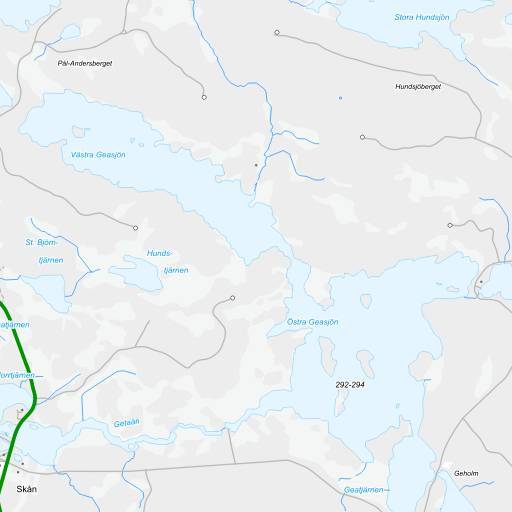 Stora Hundsjön
Pål-Andersberget
Hundsjöberget
Västra Geasjön
St. Björn-
tjärnen
Hunds-
tjärnen
Östra Geasjön
292-294
Getaån
Geholm
Geatjärnen
Skån